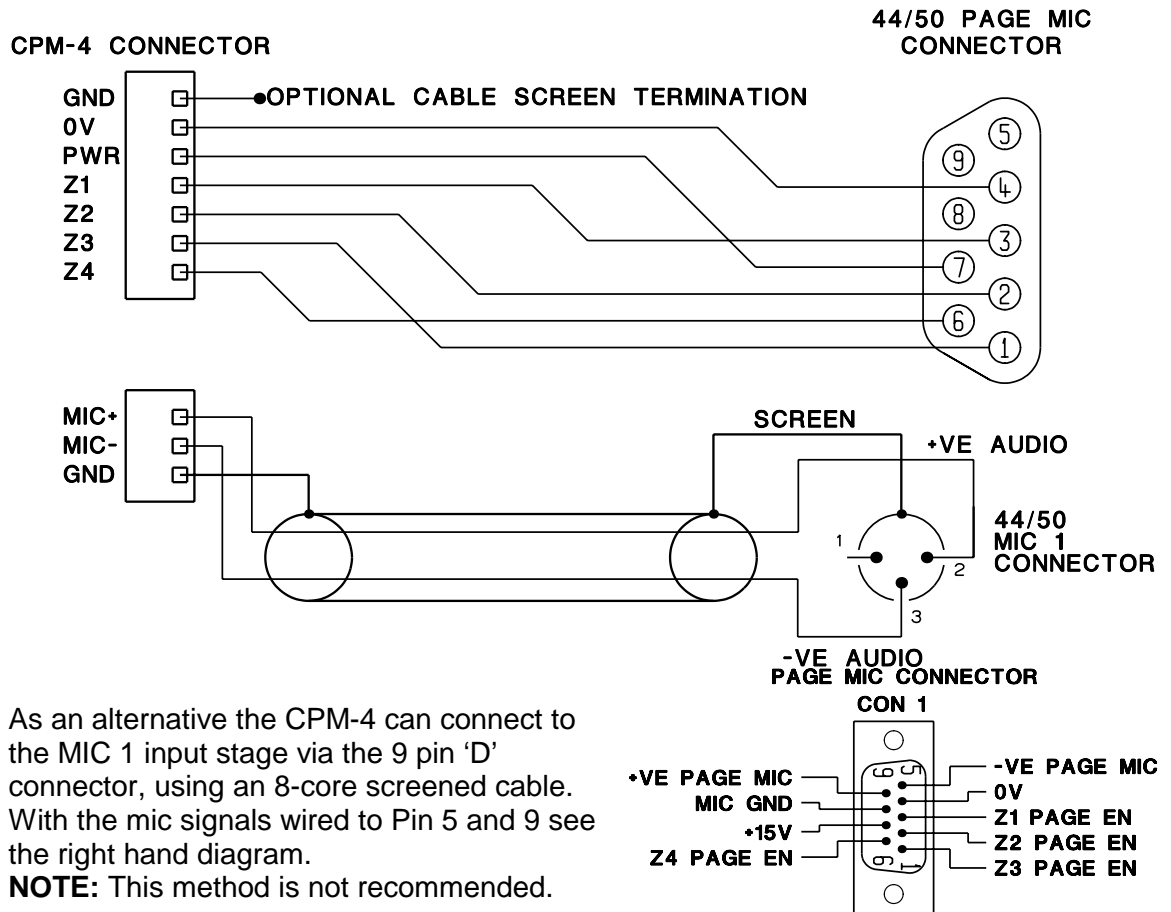 44/50 PAGE MIC
CONNECTOR
CPM-4 CONNECTOR
GND
OPTIONAL CABLE SCREEN TERMINATION
0V
PWR
Z1
Z2
Z3
Z4
5
9
4
8
3
7
2
6
1
MIC+
MIC-
GND
SCREEN
+VE AUDIO
44/50
MIC 1
CONNECTOR
1
2
3
-VE AUDIO
PAGE MIC CONNECTOR
CON 1
As an alternative the CPM-4 can connect to
the MIC 1 input stage via the 9 pin ‘D’
connector, using an 8-core screened cable.
With the mic signals wired to Pin 5 and 9 see
the right hand diagram.
NOTE: This method is not recommended.
+VE PAGE MIC
MIC GND
+15V
Z4 PAGE EN
9
5
6
1
-VE PAGE MIC
0V
Z1 PAGE EN
Z2 PAGE EN
Z3 PAGE EN